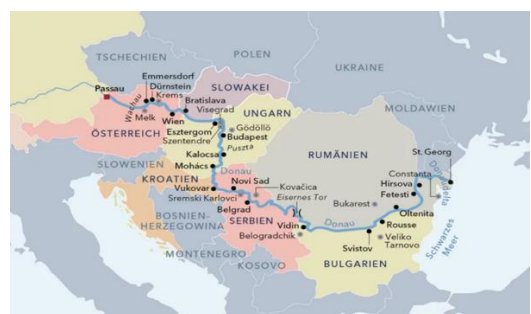 POLEN
TSCHECHIEN
UKRAINE
Emmersdorf
Dürnstein
Krems
Passau
Wachau
Melk
SLOWAKEI
Bratislava
Visegrad
UNGARN
MOLDAWIEN
Wien
Esztergom
Gödöllö
Szentendre
Budapest
Puszta
ÖSTERREICH
Kalocsa
SLOWENIEN
Mohács
RUMÄNIEN
St. Georg
Donau
Constanta
Hirsova
Fetesti
KROATIEN
Novi Sad
Kovačica
Vukovar
Eisernes Tor
Sremski Karlovci
Bukarest
Oltenita
Belgrad
SERBIEN
BOSNIEN-
HERZEGOWINA
Vidin
Donau
Rousse
Belogradchik
Veliko
Tarnovo
Svistov
Schwarzes
Meer
MONTENEGRO
KOSOVO
BULGARIEN